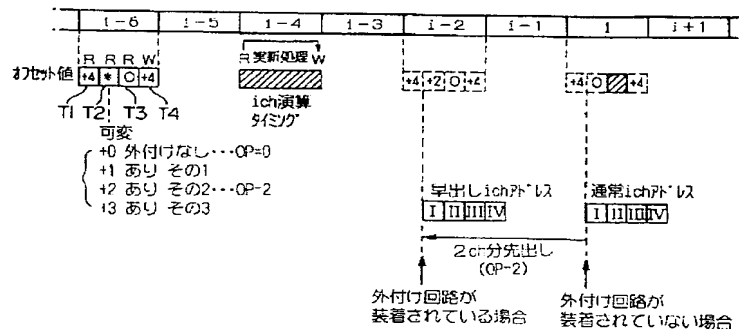 i-6 i-5 i-4 i-3 i-2 i-1 i i+1
R R R W
R 更新処理 W
オフセット値 +4 * O +4
+4 +2 O +4
+4 O +4
T1 T2 T3 T4
ich演算
タイミング
可変
+0 外付けなし…OP=0
+1 あり その1
+2 あり その2…OP-2
+3 あり その3
早出しichアドレス
通常ichアドレス
I II III IV
I II III IV
2ch分先出し
(OP-2)
外付け回路が
装着されている場合
外付け回路が
装着されていない場合